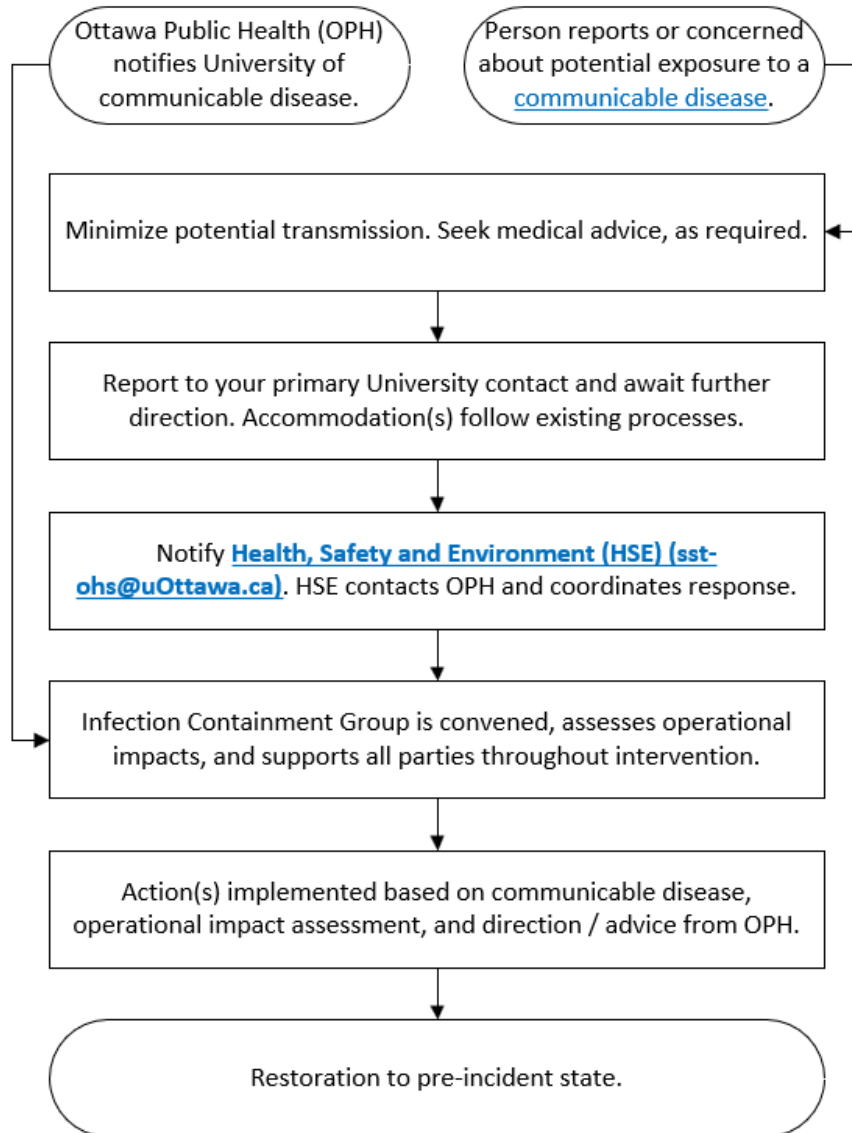 Ottawa Public Health (OPH)
notifies University of
communicable disease.
Person reports or concerned
about potential exposure to a
communicable disease.
Minimize potential transmission. Seek medical advice, as required.
Report to your primary University contact and await further
direction. Accommodation(s) follow existing processes.
Notify Health, Safety and Environment (HSE) (sst-
ohs@uOttawa.ca). HSE contacts OPH and coordinates response.
Infection Containment Group is convened, assesses operational
impacts, and supports all parties throughout intervention.
Action(s) implemented based on communicable disease,
operational impact assessment, and direction / advice from OPH.
Restoration to pre-incident state.